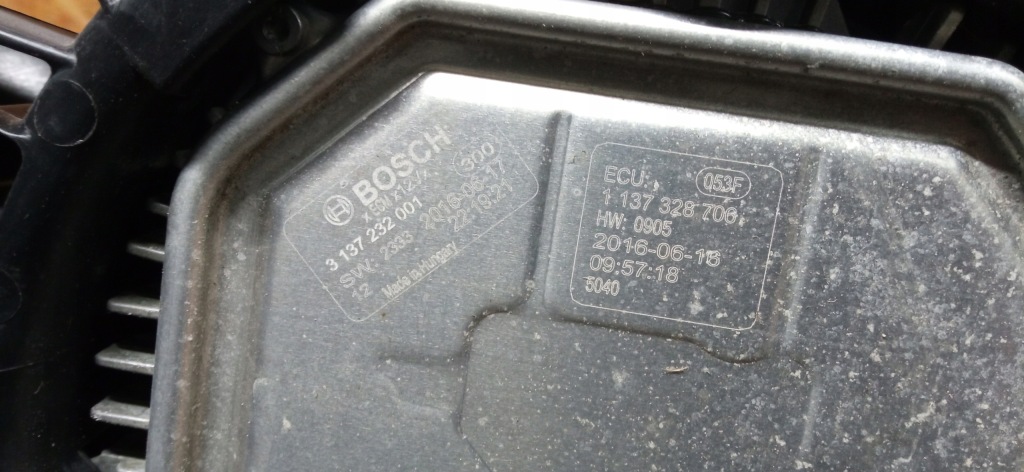 BOSCH
300
3 137 232 001
2016-06-17
SW: 2333
12
Made in Hungary
ECU:
053F
1 137 328 706
HW: 0905
2016-06-16
09:57:18
5040